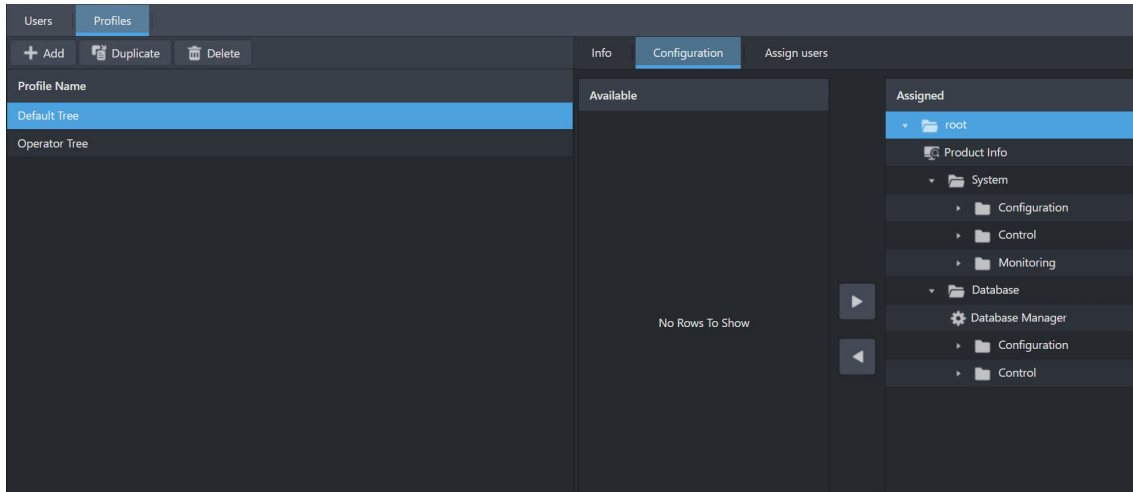 Users Profiles
Add Duplicate Delete
Profile Name
Default Tree
Operator Tree
Info Configuration Assign users
Available
No Rows To Show
Assigned
root
Product Info
System
Configuration
Control
Monitoring
Database
Database Manager
Configuration
Control